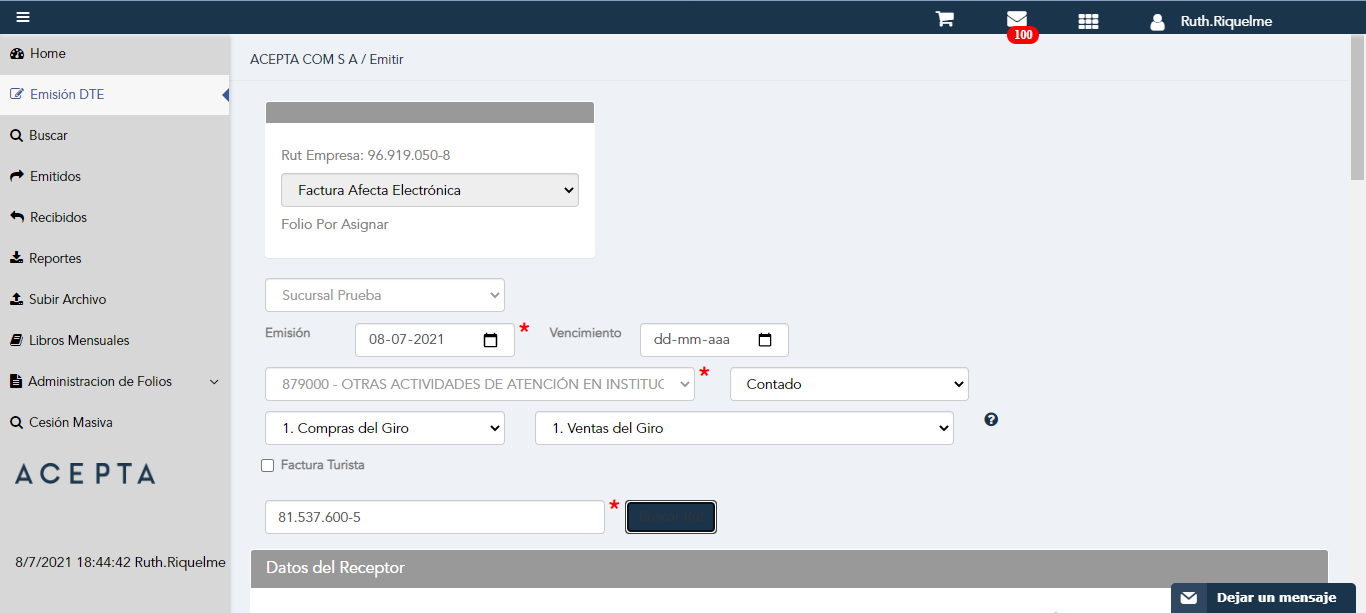 100
Ruth.Riquelme
Home
Emisión DTE
Buscar
Emitidos
Recibidos
Reportes
Subir Archivo
Libros Mensuales
Administracion de Folios
Cesión Masiva
ACEPTA
8/7/2021 18:44:42 Ruth.Riquelme
ACEPTA COM S A / Emitir
Rut Empresa: 96.919.050-8
Factura Afecta Electrónica
Folio Por Asignar
Sucursal Prueba
Emisión
08-07-2021
*
Vencimiento
dd-mm-aaa
879000 - OTRAS ACTIVIDADES DE ATENCIÓN EN INSTITUC
*
Contado
1. Compras del Giro
1. Ventas del Giro
?
Factura Turista
81.537.600-5
*
Datos del Receptor
Dejar un mensaje